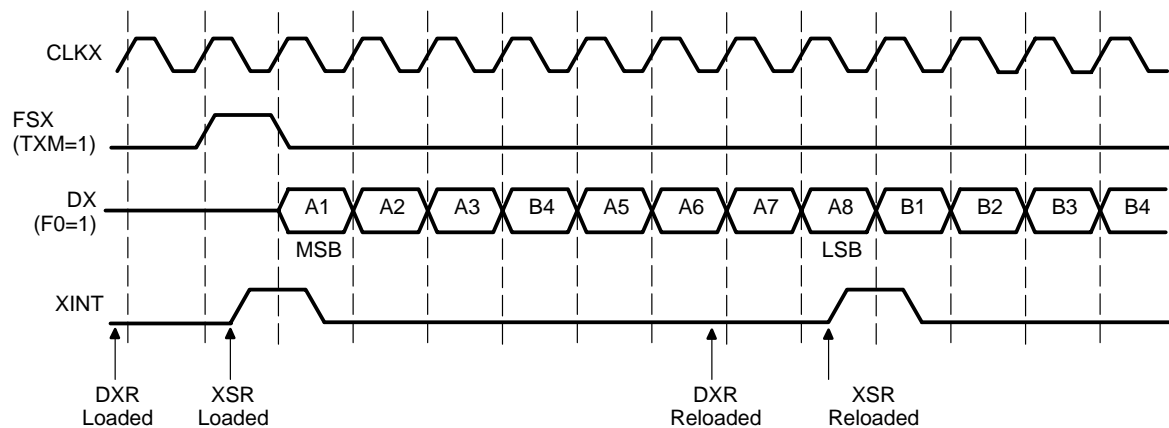 CLKX
FSX
(TXM=1)
DX
(F0=1)
A1 A2 A3 B4 A5 A6 A7 A8 B1 B2 B3 B4
MSB LSB
XINT
DXR
Loaded
XSR
Loaded
DXR
Reloaded
XSR
Reloaded